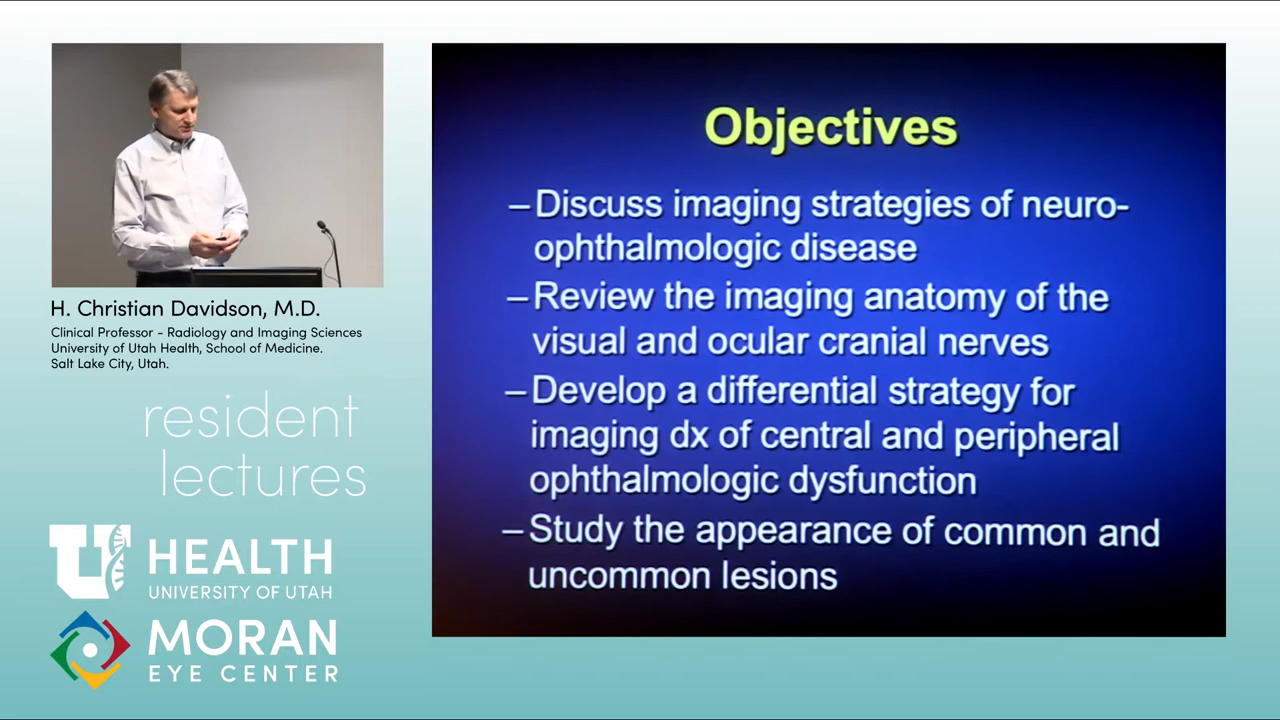 H. Christian Davidson, M.D.
Clinical Professor - Radiology and Imaging Sciences
University of Utah Health, School of Medicine.
Salt Lake City, Utah.
resident
lectures
U HEALTH
UNIVERSITY OF UTAH
MORAN
EYE CENTER
Objectives
–Discuss imaging strategies of neuro-
ophthalmologic disease
–Review the imaging anatomy of the
visual and ocular cranial nerves
–Develop a differential strategy for
imaging dx of central and peripheral
ophthalmologic dysfunction
–Study the appearance of common and
uncommon lesions